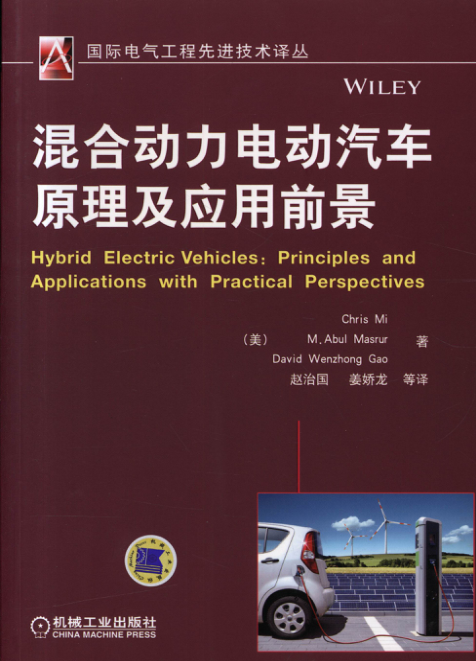 国际电气工程先进技术译丛
WILEY
混合动力电动汽车
原理及应用前景
Hybrid Electric Vehicles: Principles and
Applications with Practical Perspectives
Chris Mi
(美) M. Abul Masrur 著
David Wenzhong Gao
赵治国 姜娇龙 等译
机械工业出版社
CHINA MACHINE PRESS